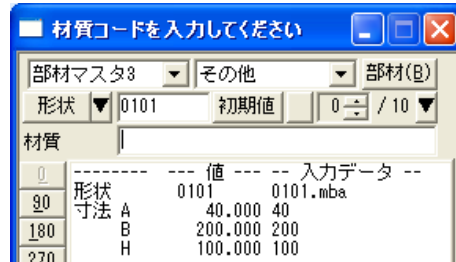 材質コードを入力してください
部材マスタ3 その他 部材(B)
形状 0101 初期値 0 / 10
材質
0 -------- --- 値 --- -- 入力データ --
形状 0101 0101.mba
90 寸法 A 40.000 40
180 B 200.000 200
270 H 100.000 100